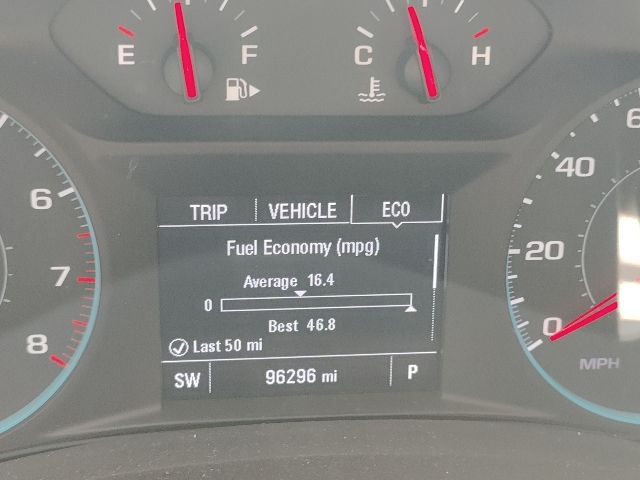 E F C H
TRIP VEHICLE ECO
Fuel Economy (mpg)
Average 16.4
0
Best 46.8
Last 50 mi
SW 96296 mi P
6
7
8
6
40
20
0
MPH